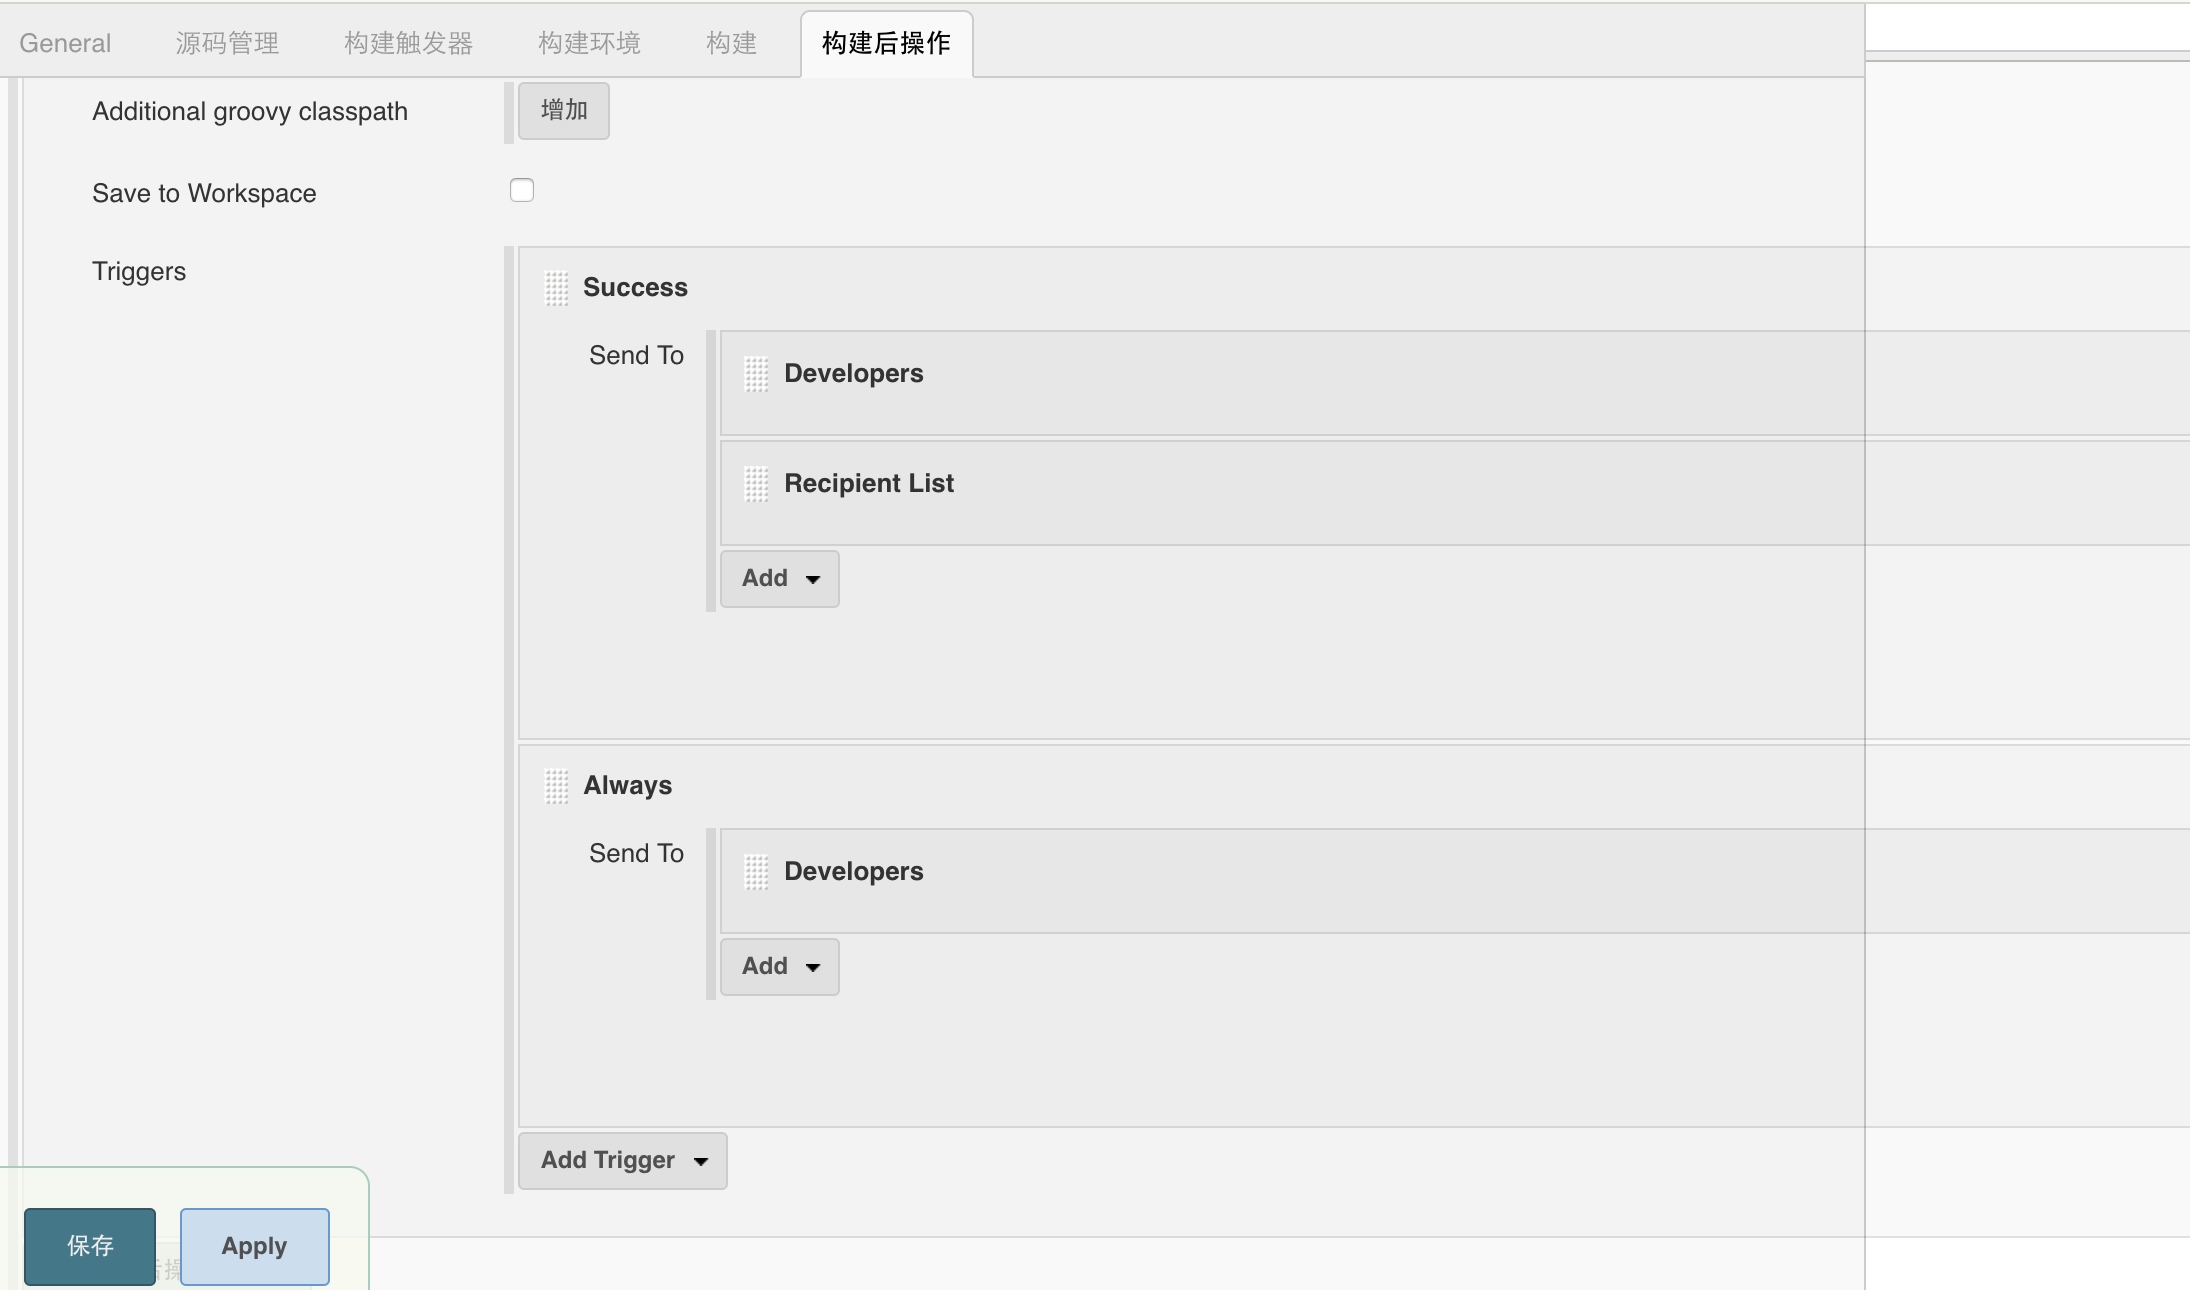 General 源码管理 构建触发器 构建环境 构建 构建后操作
Additional groovy classpath 增加
Save to Workspace
Triggers
Success
Send To
Developers
Recipient List
Add
Always
Send To
Developers
Add
Add Trigger
保存 Apply